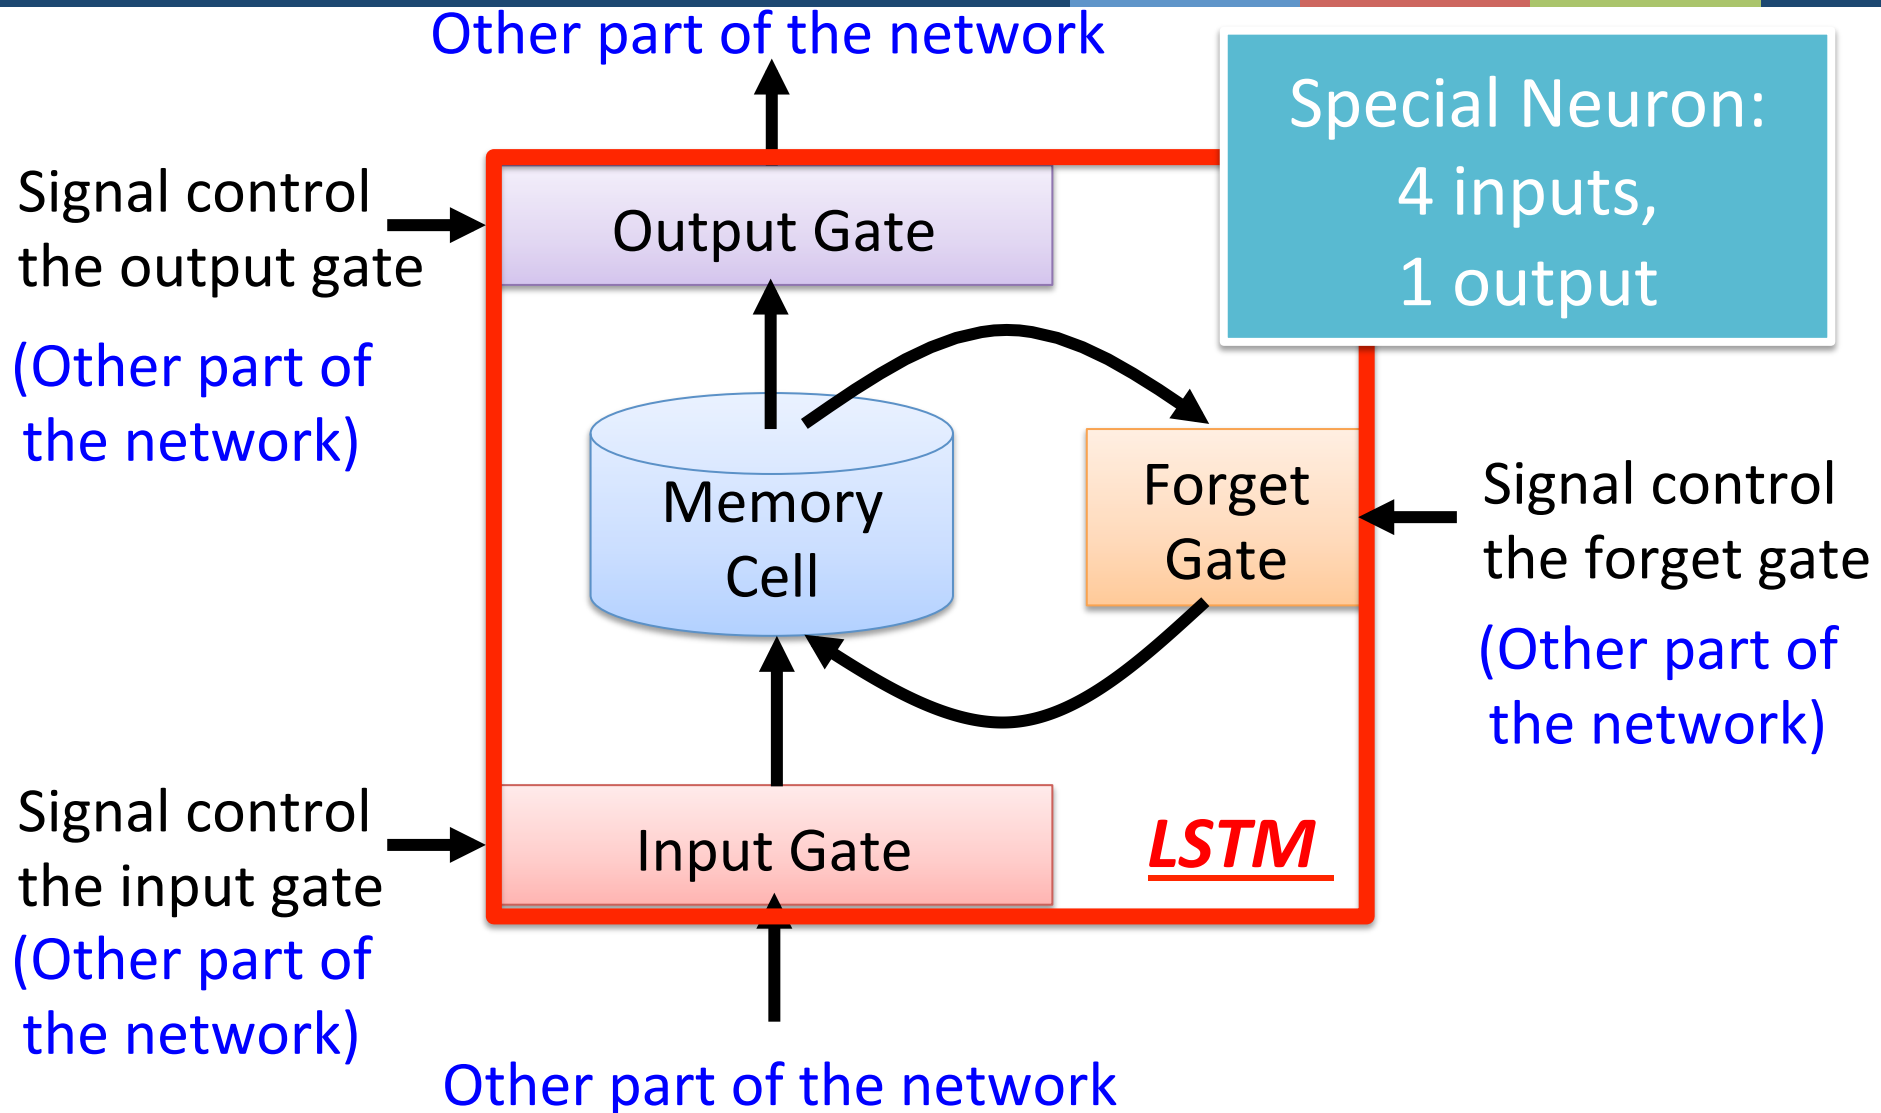 Other part of the network
Special Neuron:
4 inputs,
1 output
Signal control
the output gate
(Other part of
the network)
Output Gate
Memory
Cell
Forget
Gate
Signal control
the forget gate
(Other part of
the network)
Signal control
the input gate
(Other part of
the network)
Input Gate
LSTM
Other part of the network